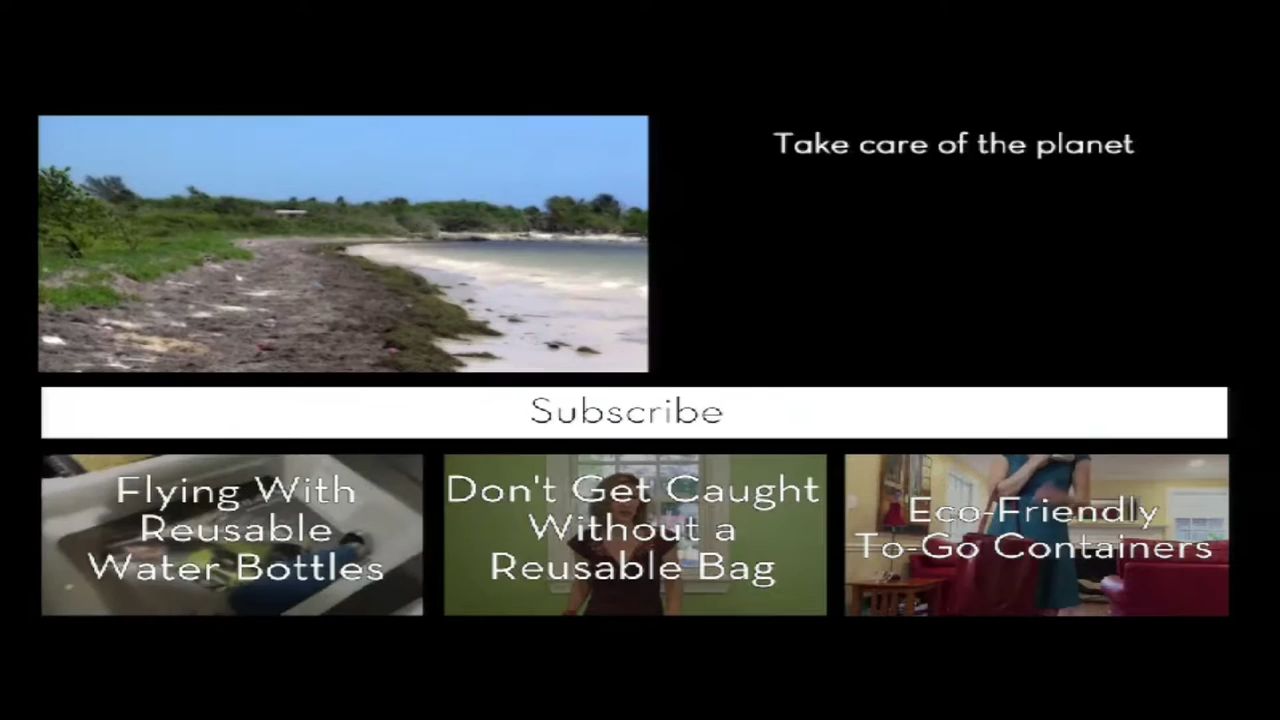 Take care of the planet
Subscribe
Flying With
Reusable
Water Bottles
Don't Get Caught
Without a
Reusable Bag
Eco-Friendly
To-Go Containers